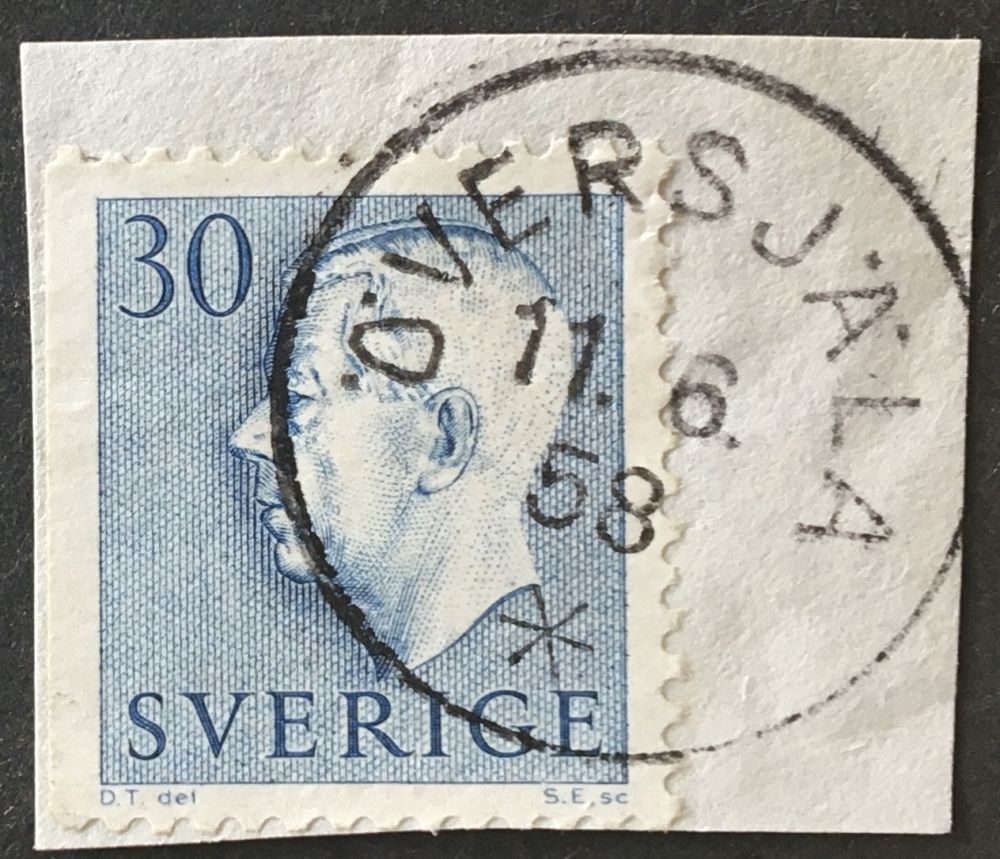 30
ÖVERSJÄLA
11. 6
58
*
SVERIGE
D.T. del S.E. sc